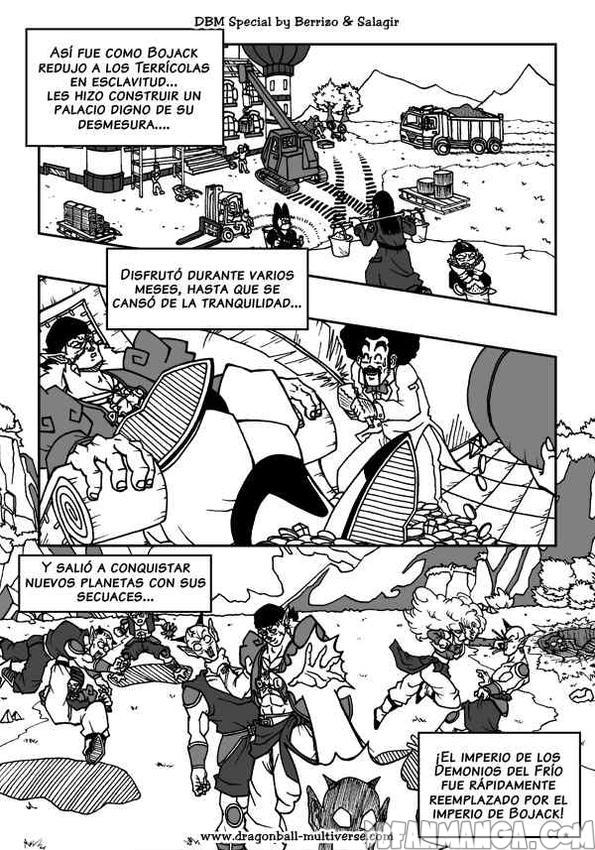 DBM Special by Berrizo & Salagir
Así fue como Bojack
redujo a los Terrícolas
en esclavitud...
Les hizo construir un
palacio digno de su
desmesura....
Disfrutó durante varios
meses, hasta que se
cansó de la tranquilidad...
Y salió a conquistar
nuevos planetas con sus
secuaces...
¡El imperio de los
Demonios del Frío
fue rápidamente
reemplazado por el
imperio de Bojack!
www.dragonball-multiverse.com